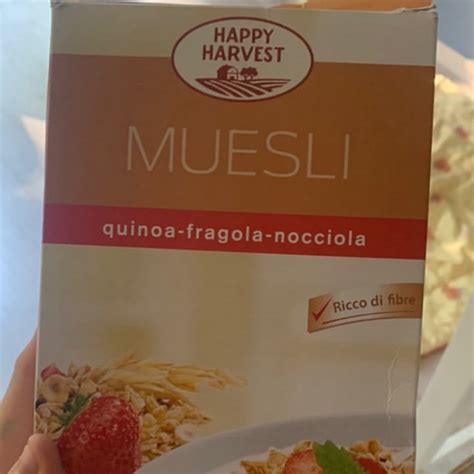 HAPPY
HARVEST
MUESLI
quinoa-fragola-nocciola
Ricco di fibre